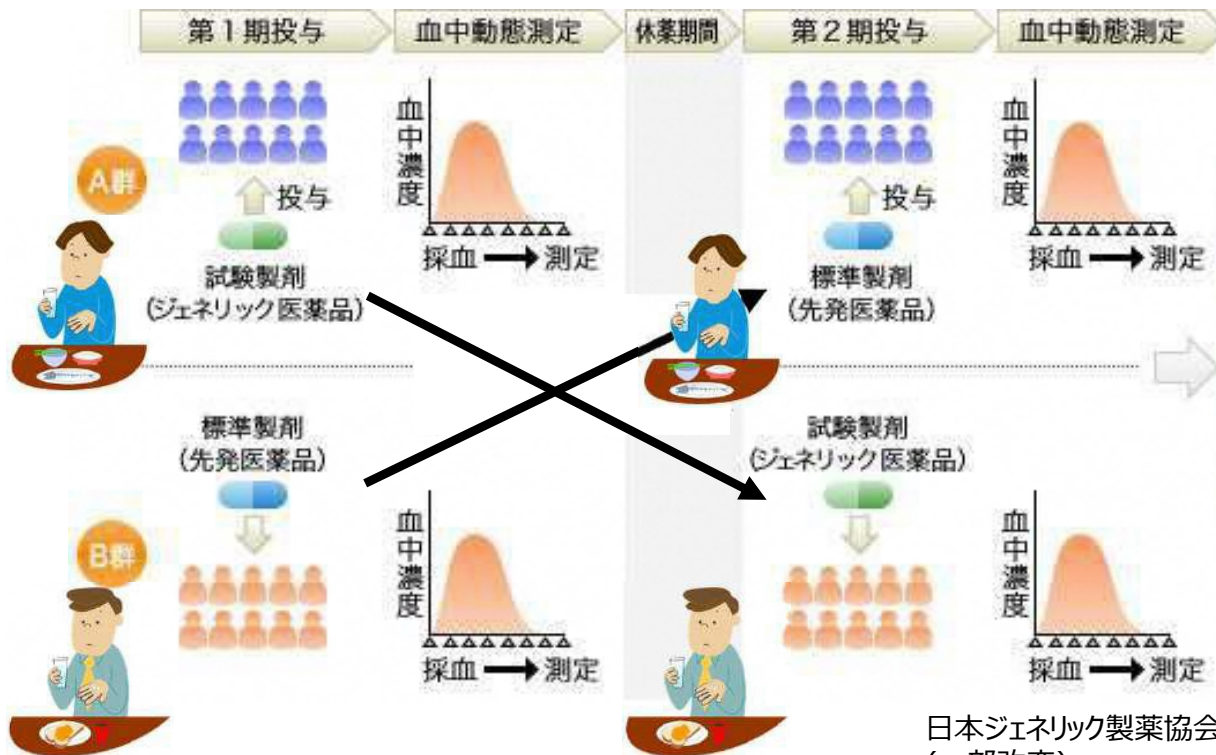 第1期投与
血中動態測定
休薬期間
第2期投与
血中動態測定
A群
投与
試験製剤
(ジェネリック医薬品)
血中濃度
採血 測定
投与
標準製剤
(先発医薬品)
血中濃度
採血 測定
標準製剤
(先発医薬品)
B群
血中濃度
採血 測定
試験製剤
(ジェネリック医薬品)
血中濃度
採血 測定
日本ジェネリック製薬協会